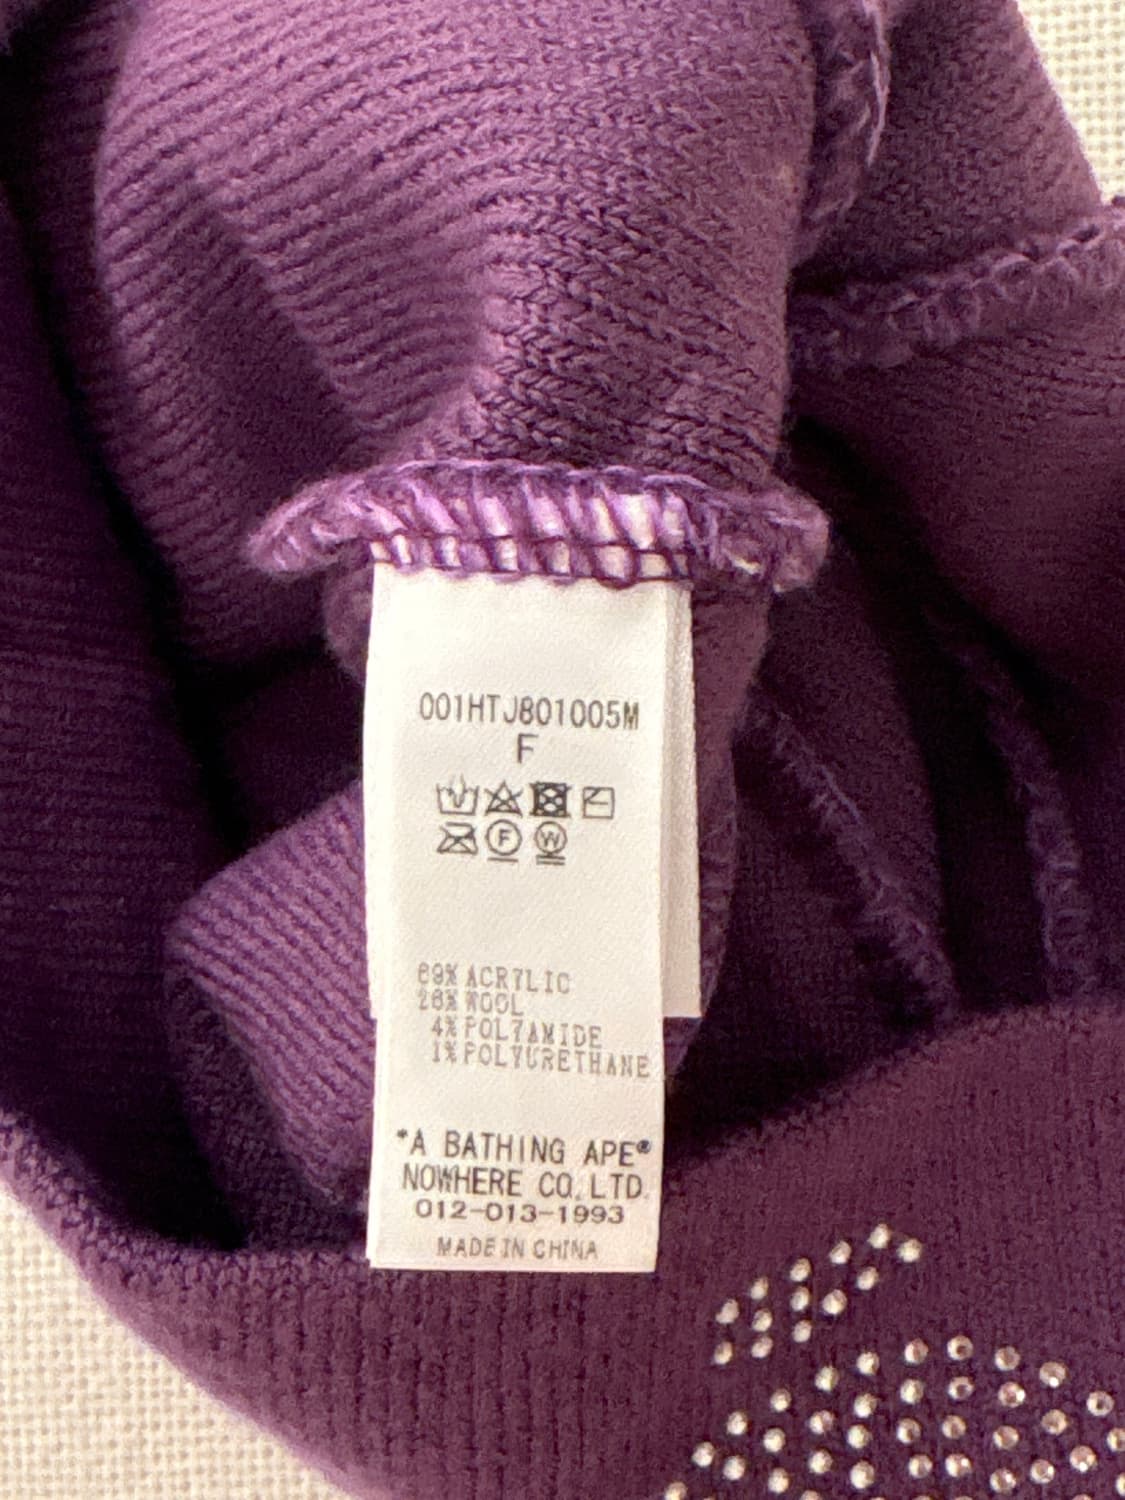 001HTJ801005M
F
F W
69% ACRYLIC
26% WOOL
4% POLYAMIDE
1% POLYURETHANE
"A BATHING APE®
NOWHERE CO.LTD.
012-013-1993
MADE IN CHINA